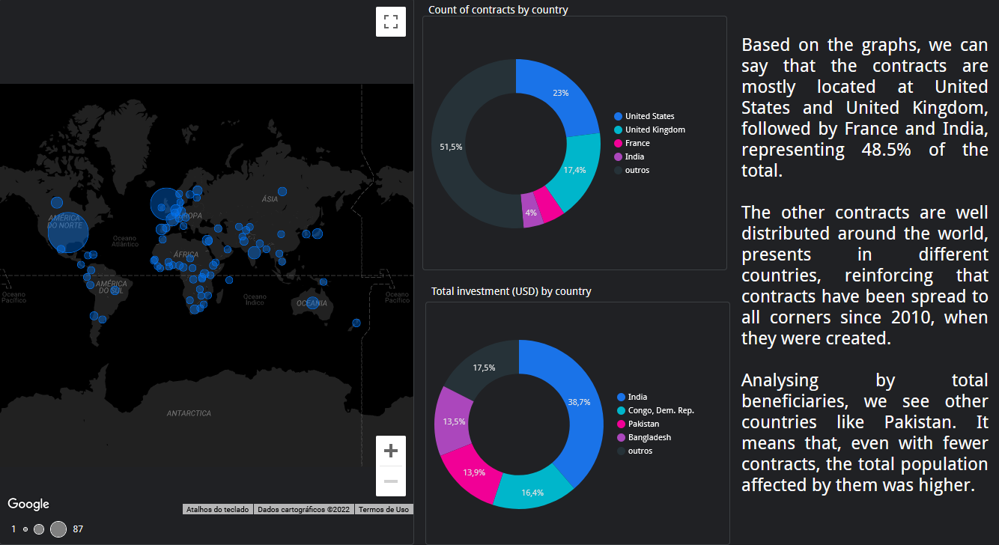 Count of contracts by country
23%
17,4%
4%
51,5%
United States
United Kingdom
France
India
outros
Total investment (USD) by country
38,7%
16,4%
13,9%
13,5%
17,5%
India
Congo, Dem. Rep.
Pakistan
Bangladesh
outros
Based on the graphs, we can
say that the contracts are
mostly located at United
States and United Kingdom,
followed by France and India,
representing 48.5% of the
total.
The other contracts are well
distributed around the world,
presents in different
countries, reinforcing that
contracts have been spread to
all corners since 2010, when
they were created.
Analysing by total
beneficiaries, we see other
countries like Pakistan. It
means that, even with fewer
contracts, the total population
affected by them was higher.
AMÉRICA
DO NORTE
Oceano
Atlântico
EUROPA
ÁSIA
ÁFRICA
AMÉRICA
DO SUL
Oceano
Pacífico
Oceano
Índico
OCEANIA
Oceano
Pacífico
ANTARCTICA
+
−
Google
Atalhos do teclado
Dados cartográficos ©2022
Termos de Uso
1
87